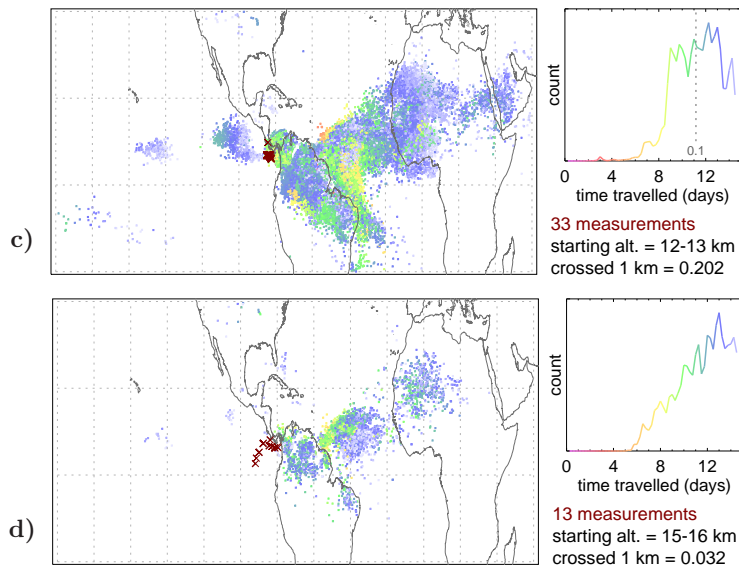 count
0.1
0 4 8 12
time travelled (days)
c)
33 measurements
starting alt. = 12-13 km
crossed 1 km = 0.202
count
0 4 8 12
time travelled (days)
d)
13 measurements
starting alt. = 15-16 km
crossed 1 km = 0.032